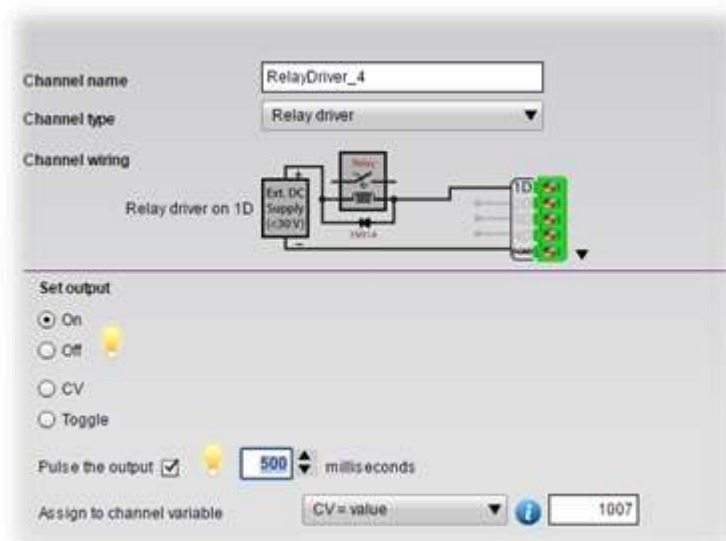 Channel name RelayDriver_4
Channel type Relay driver
Channel wiring
Relay
Relay driver on 1D
Ext. DC
Supply
(<30 V)
+
−
1D
Set output
On
Off
CV
Toggle
Pulse the output 500 milliseconds
Assign to channel variable CV = value 1007